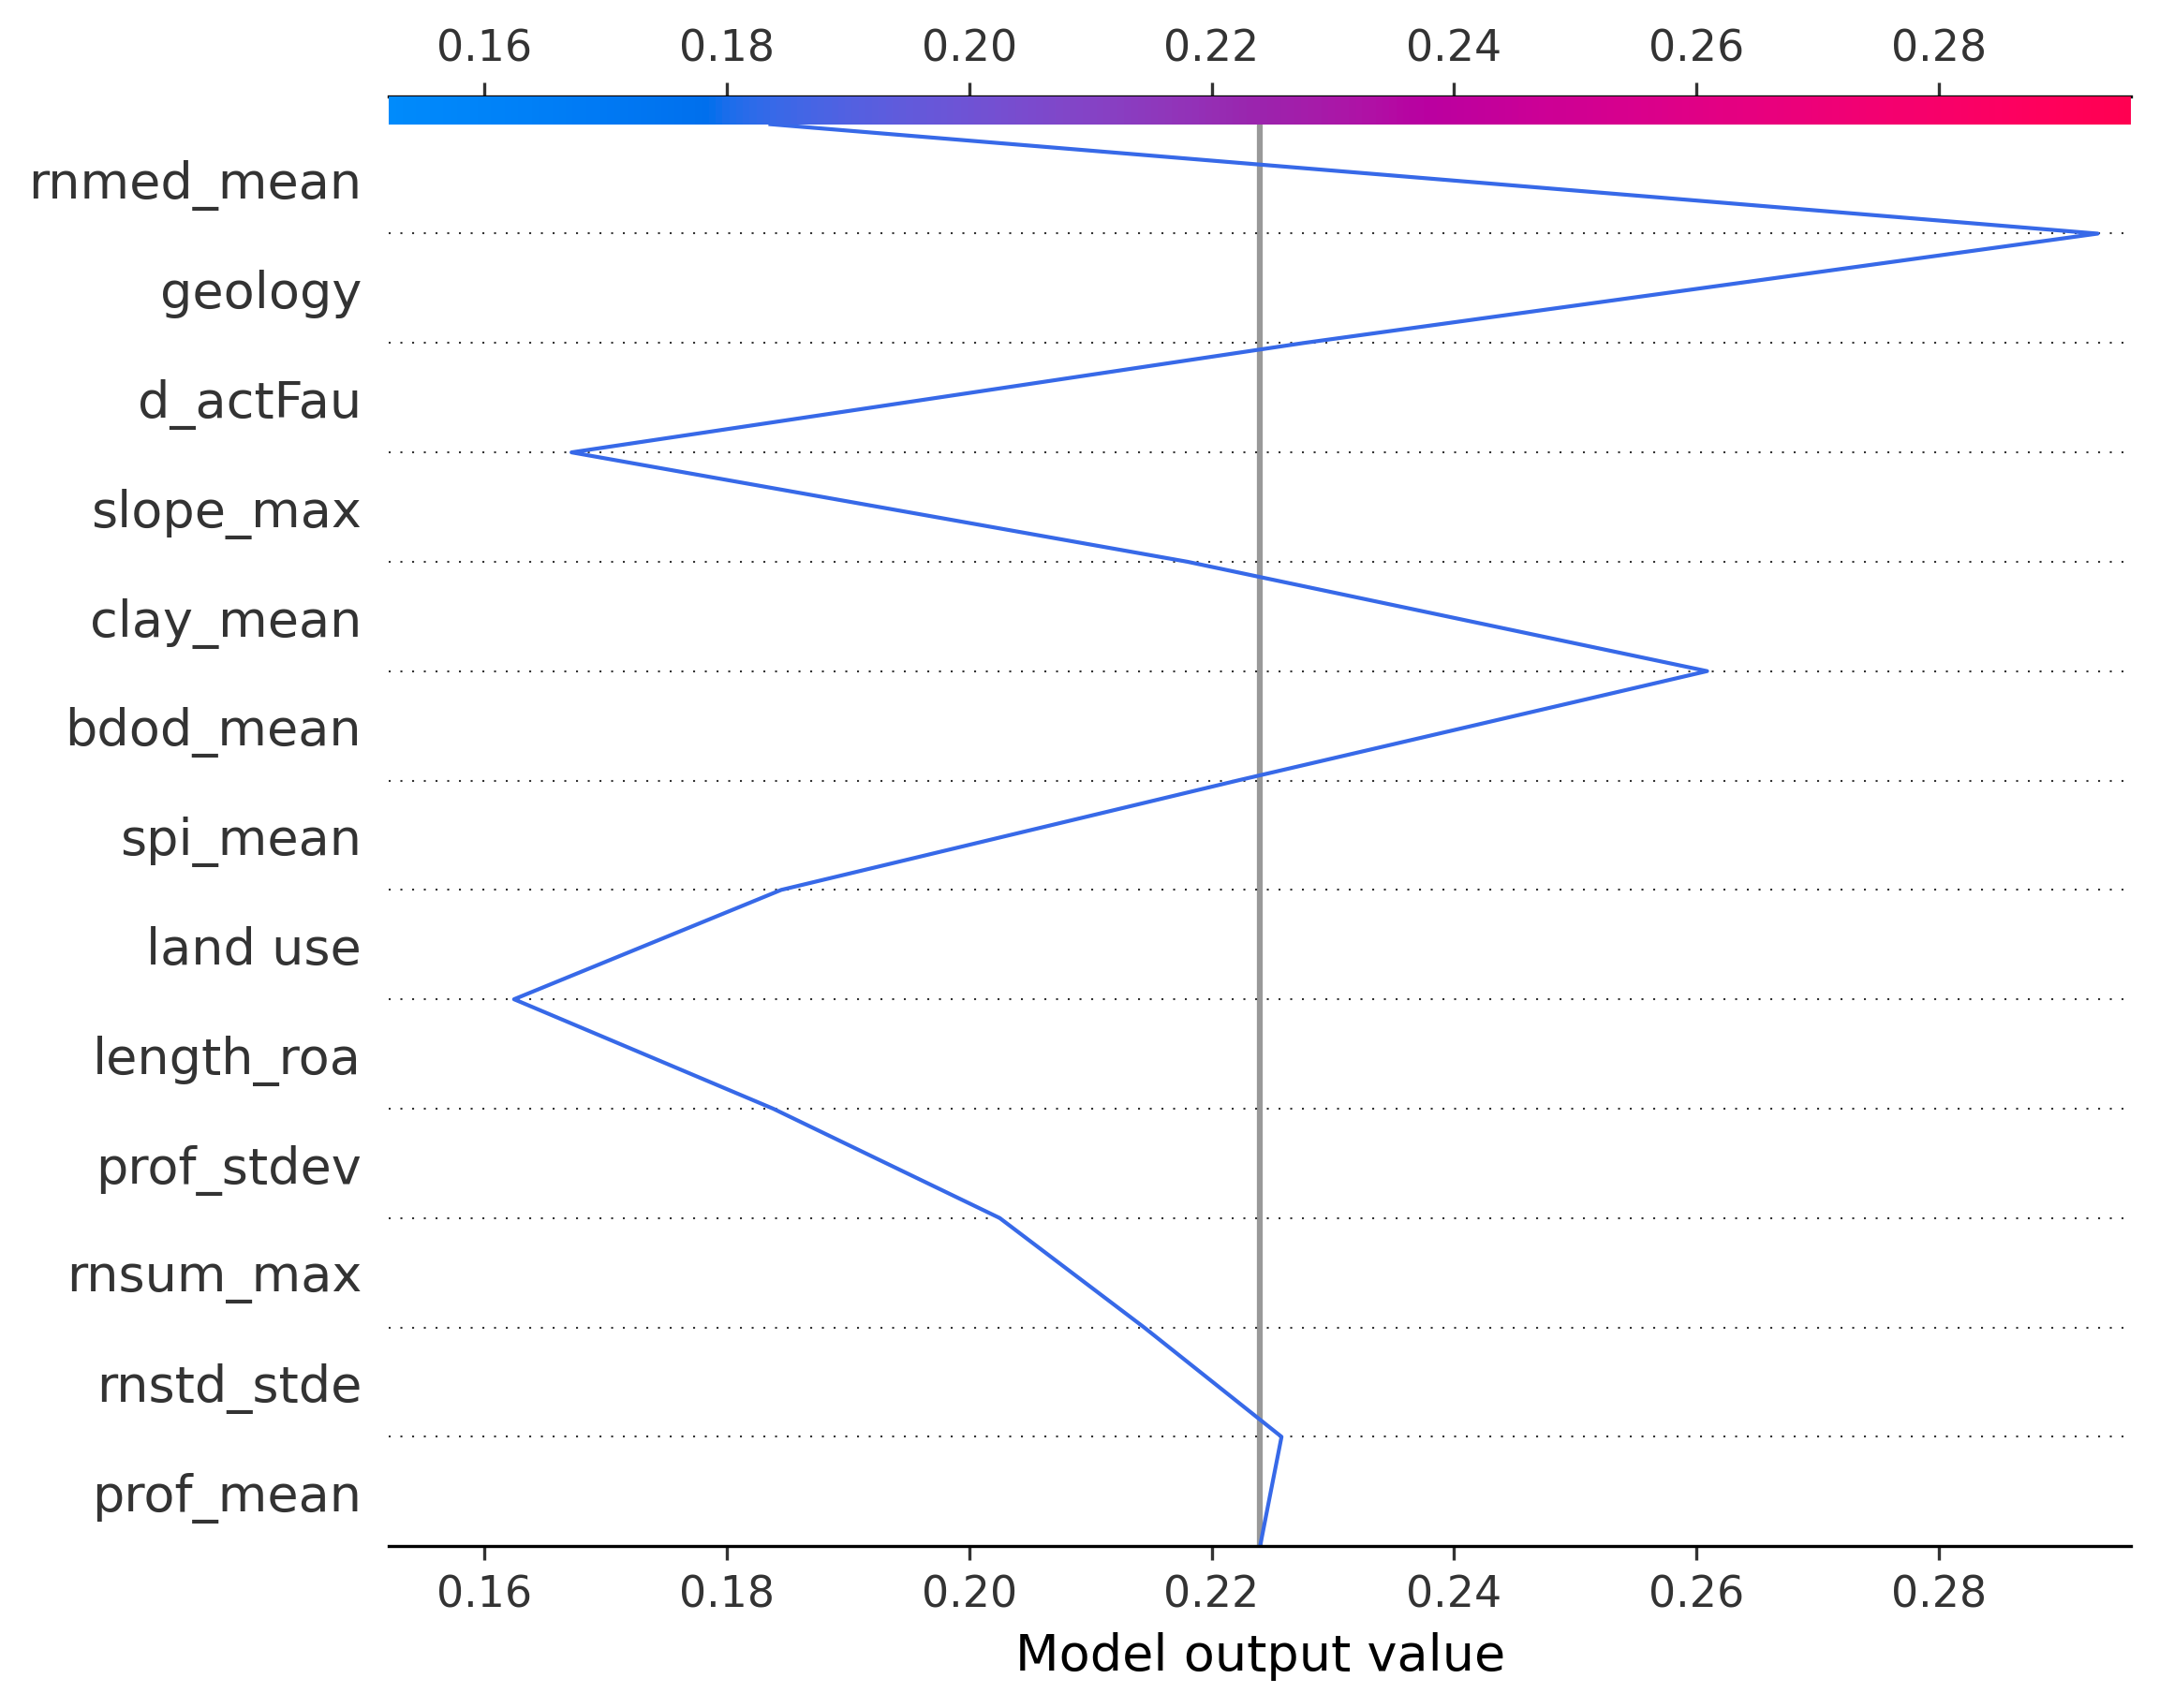 0.16 0.18 0.20 0.22 0.24 0.26 0.28
rnmed_mean
geology
d_actFau
slope_max
clay_mean
bdod_mean
spi_mean
land use
length_roa
prof_stdev
rnsum_max
rnstd_stde
prof_mean
0.16 0.18 0.20 0.22 0.24 0.26 0.28
Model output value